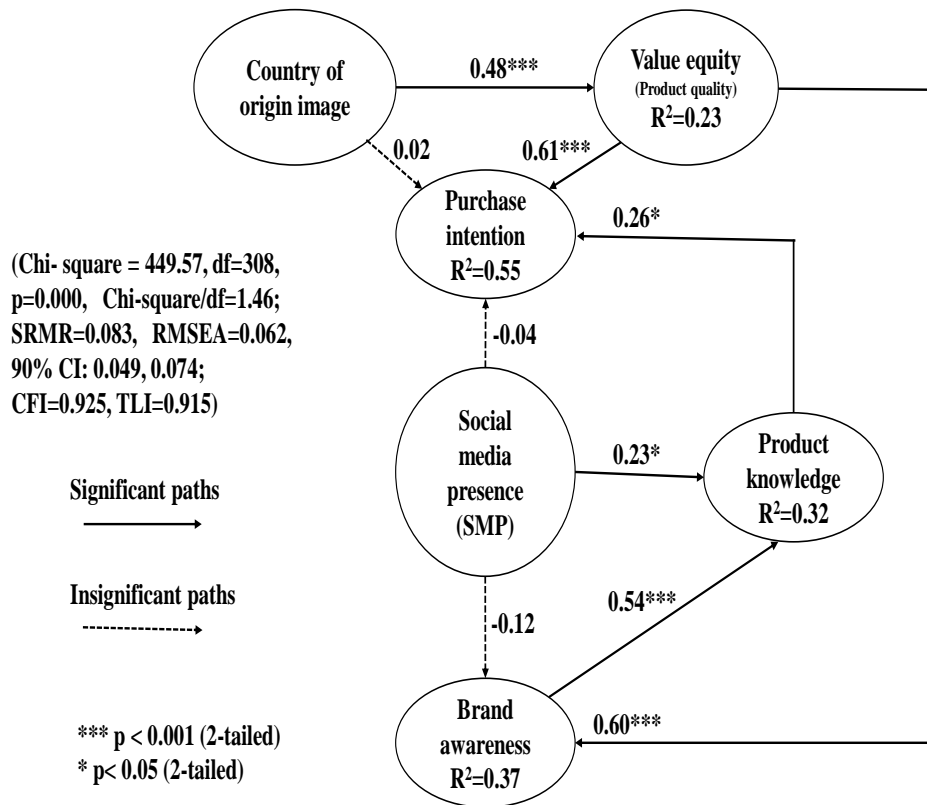 Country of
origin image
0.48***
Value equity
(Product quality)
R²=0.23
0.02
0.61***
Purchase
intention
R²=0.55
0.26*
(Chi- square = 449.57, df=308,
p=0.000, Chi-square/df=1.46;
SRMR=0.083, RMSEA=0.062,
90% CI: 0.049, 0.074;
CFI=0.925, TLI=0.915)
-0.04
Social
media
presence
(SMP)
0.23*
Product
knowledge
R²=0.32
Significant paths
Insignificant paths
-0.12
0.54***
Brand
awareness
R²=0.37
0.60***
*** p < 0.001 (2-tailed)
* p< 0.05 (2-tailed)